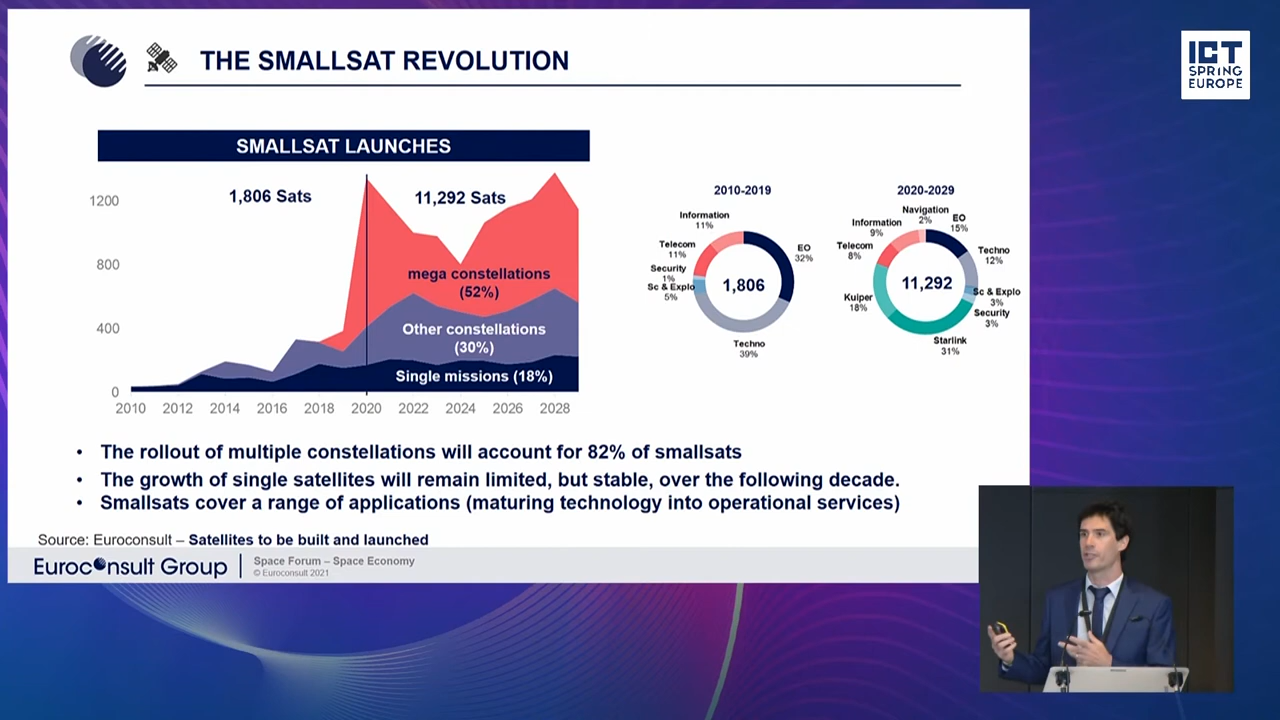 THE SMALLSAT REVOLUTION
ICT
SPRING
EUROPE
SMALLSAT LAUNCHES
1,806 Sats
11,292 Sats
1200
800
400
0
mega constellations
(52%)
Other constellations
(30%)
Single missions (18%)
2010 2012 2014 2016 2018 2020 2022 2024 2026 2028
2010-2019
Information
11%
Telecom
11%
Security
1%
Sc & Explo
5%
EO
32%
1,806
Techno
39%
2020-2029
Navigation
2%
Information
9%
EO
15%
Telecom
8%
Techno
12%
11,292
Kuiper
18%
Sc & Explo
3%
Security
3%
Starlink
31%
• The rollout of multiple constellations will account for 82% of smallsats
• The growth of single satellites will remain limited, but stable, over the following decade.
• Smallsats cover a range of applications (maturing technology into operational services)
Source: Euroconsult – Satellites to be built and launched
Euroconsult Group
Space Forum – Space Economy
© Euroconsult 2021